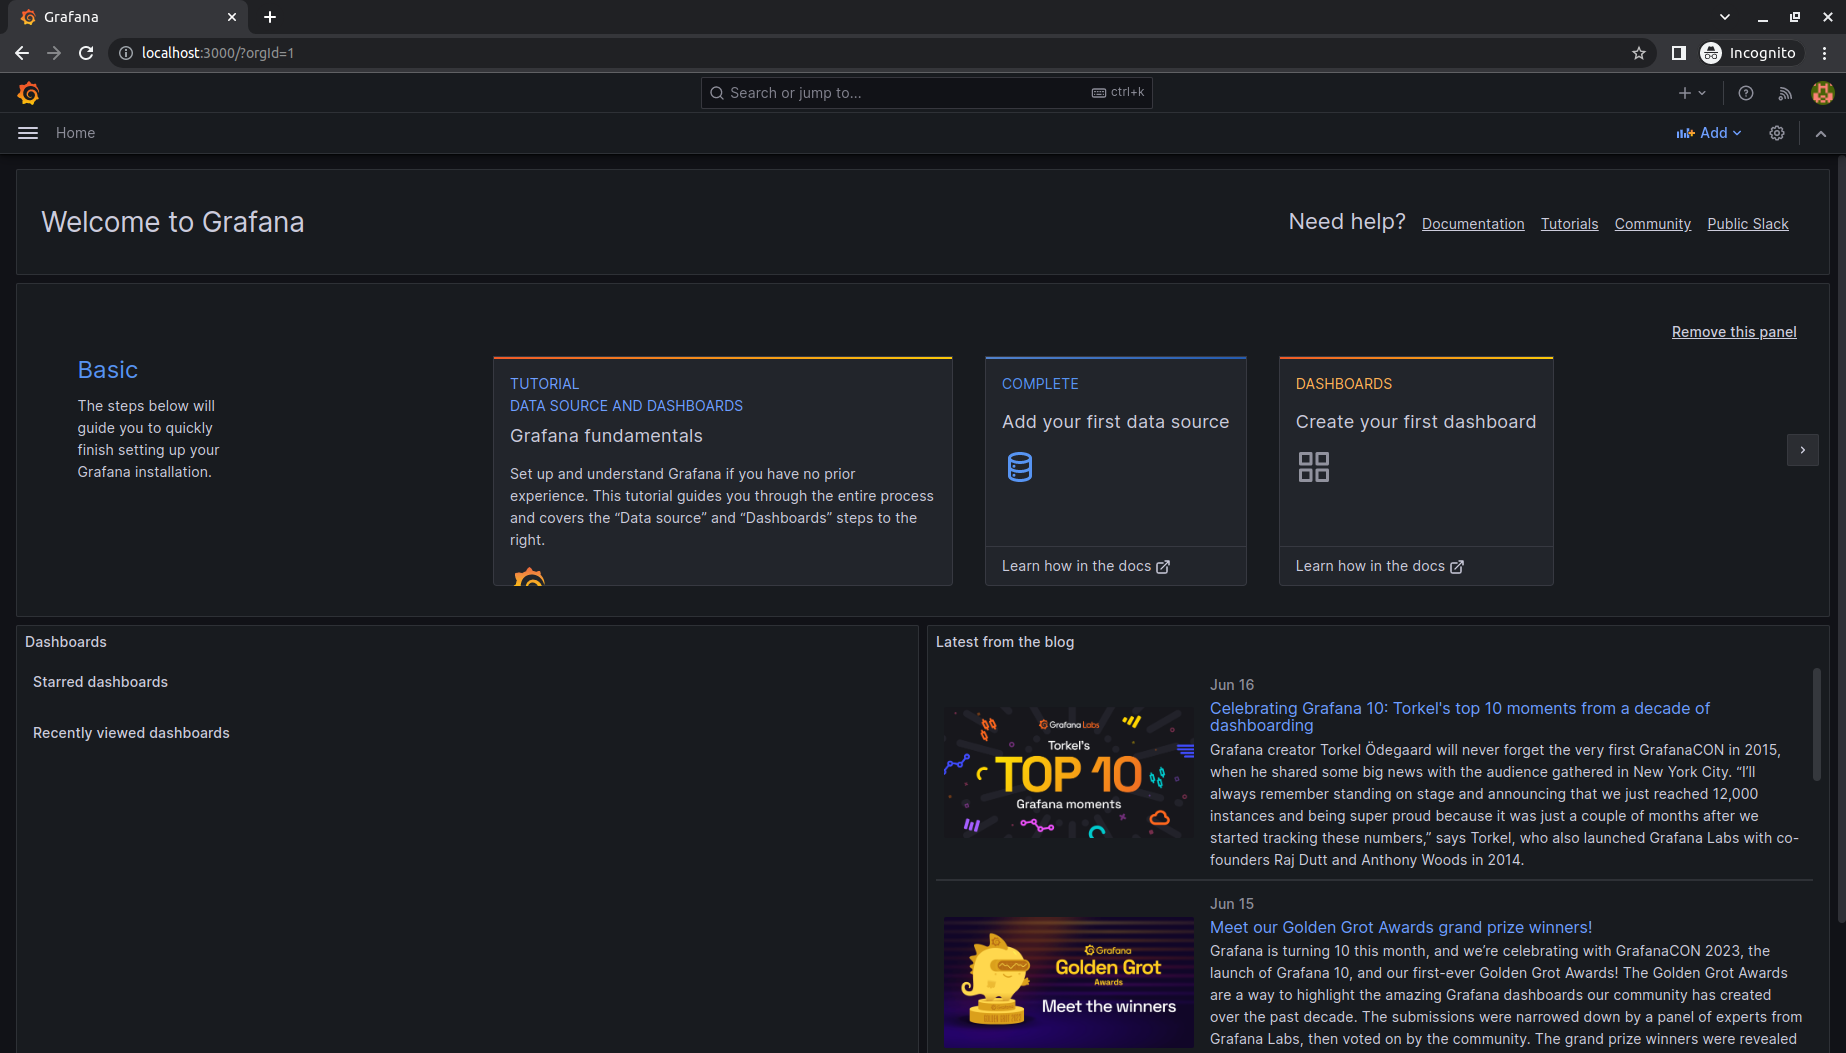 Grafana
localhost:3000/?orgId=1
Incognito
Search or jump to...
ctrl+k
Home
Add
Welcome to Grafana
Need help?
Documentation
Tutorials
Community
Public Slack
Remove this panel
Basic
The steps below will
guide you to quickly
finish setting up your
Grafana installation.
TUTORIAL
DATA SOURCE AND DASHBOARDS
Grafana fundamentals
Set up and understand Grafana if you have no prior
experience. This tutorial guides you through the entire process
and covers the “Data source” and “Dashboards” steps to the
right.
COMPLETE
Add your first data source
Learn how in the docs
DASHBOARDS
Create your first dashboard
Learn how in the docs
Dashboards
Starred dashboards
Recently viewed dashboards
Latest from the blog
Grafana Labs
Torkel's
TOP 10
Grafana moments
Jun 16
Celebrating Grafana 10: Torkel's top 10 moments from a decade of
dashboarding
Grafana creator Torkel Ödegaard will never forget the very first GrafanaCON in 2015,
when he shared some big news with the audience gathered in New York City. “I’ll
always remember standing on stage and announcing that we just reached 12,000
instances and being super proud because it was just a couple of months after we
started tracking these numbers,” says Torkel, who also launched Grafana Labs with co-
founders Raj Dutt and Anthony Woods in 2014.
Grafana
Golden Grot
Awards
Meet the winners
Jun 15
Meet our Golden Grot Awards grand prize winners!
Grafana is turning 10 this month, and we’re celebrating with GrafanaCON 2023, the
launch of Grafana 10, and our first-ever Golden Grot Awards! The Golden Grot Awards
are a way to highlight the amazing Grafana dashboards our community has created
over the past decade. The submissions were narrowed down by a panel of experts from
Grafana Labs, then voted on by the community. The grand prize winners were revealed